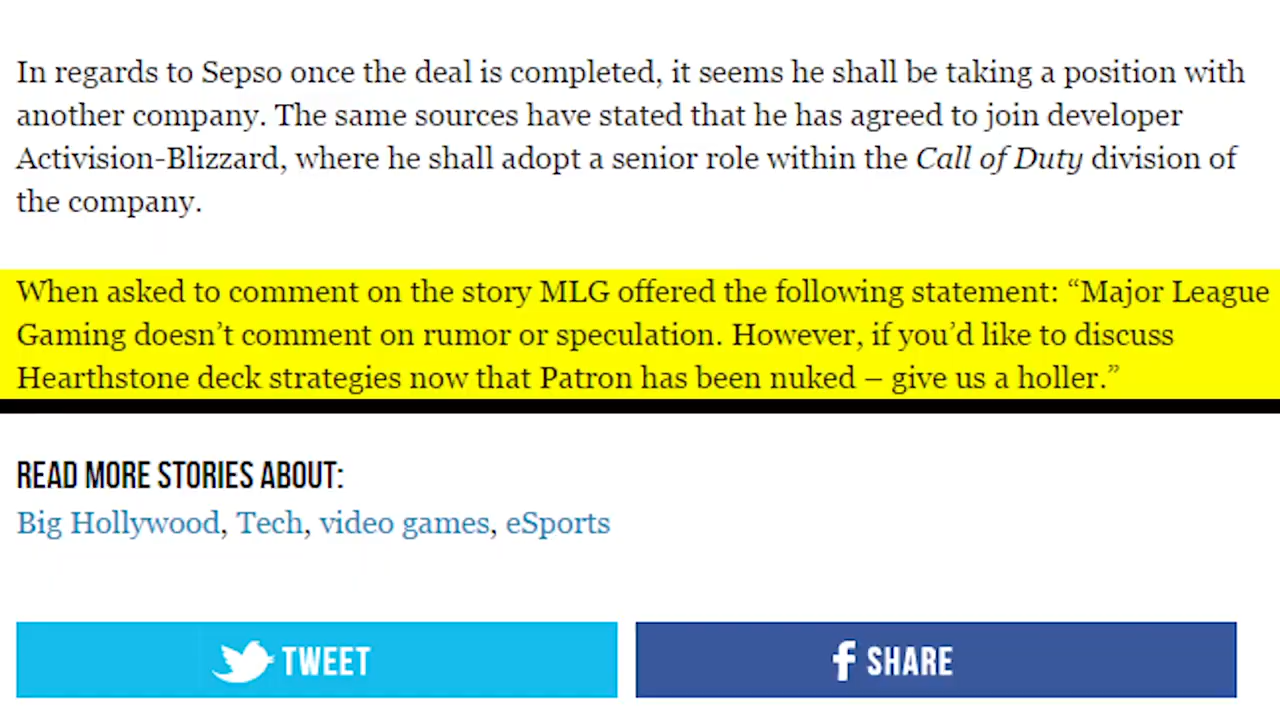 In regards to Sepso once the deal is completed, it seems he shall be taking a position with
another company. The same sources have stated that he has agreed to join developer
Activision-Blizzard, where he shall adopt a senior role within the Call of Duty division of
the company.
When asked to comment on the story MLG offered the following statement: “Major League
Gaming doesn’t comment on rumor or speculation. However, if you’d like to discuss
Hearthstone deck strategies now that Patron has been nuked – give us a holler.”
READ MORE STORIES ABOUT:
Big Hollywood, Tech, video games, eSports
TWEET
SHARE